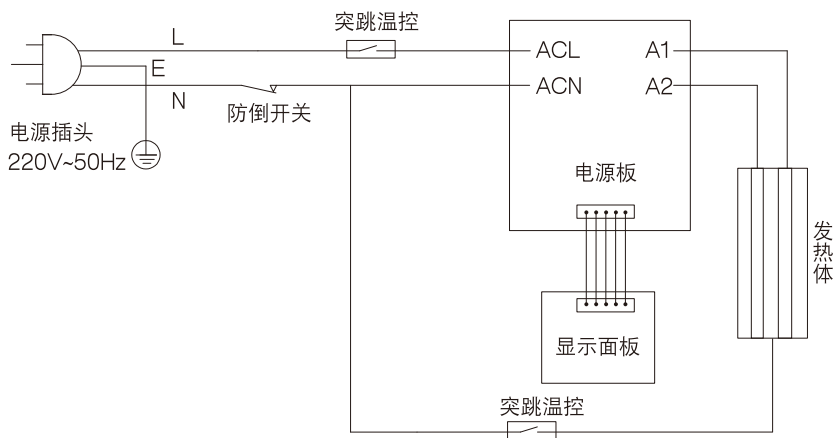 突跳温控
L
E
N
防倒开关
电源插头
220V~50Hz
ACL
A1
ACN
A2
电源板
发热体
显示面板
突跳温控